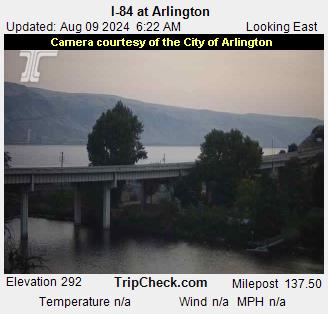 I-84 at Arlington
Updated: Aug 09 2024 6:22 AM Looking East
Camera courtesy of the City of Arlington
Elevation 292 TripCheck.com Milepost 137.50
Temperature n/a Wind n/a MPH n/a